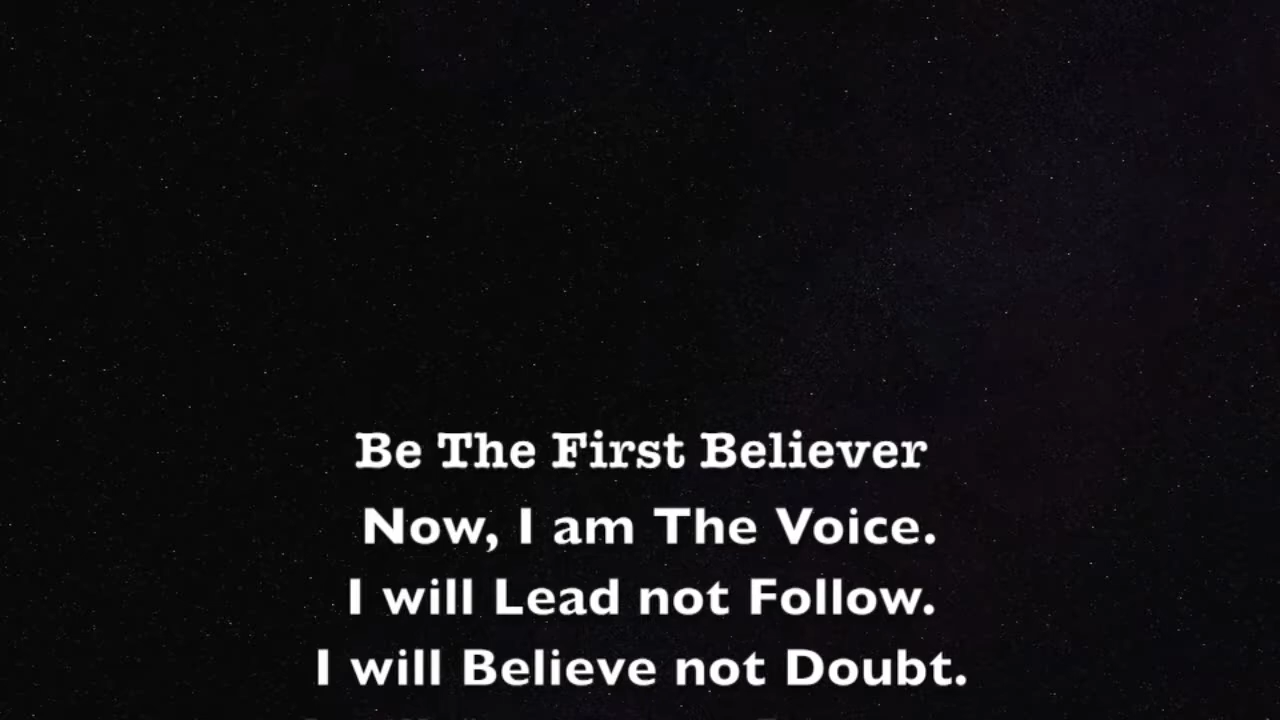 Be The First Believer
Now, I am The Voice.
I will Lead not Follow.
I will Believe not Doubt.